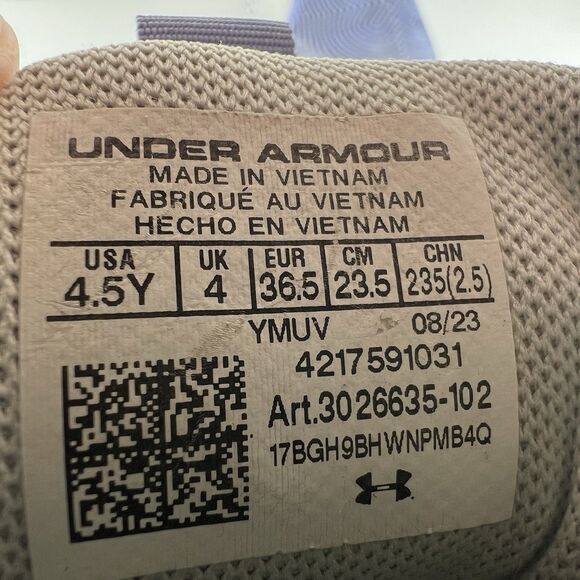 UNDER ARMOUR
MADE IN VIETNAM
FABRIQUÉ AU VIETNAM
HECHO EN VIETNAM
USA UK EUR CM CHN
4.5Y 4 36.5 23.5 235(2.5)
YMUV 08/23
4217591031
Art.3026635-102
17BGH9BHWNPMB4Q